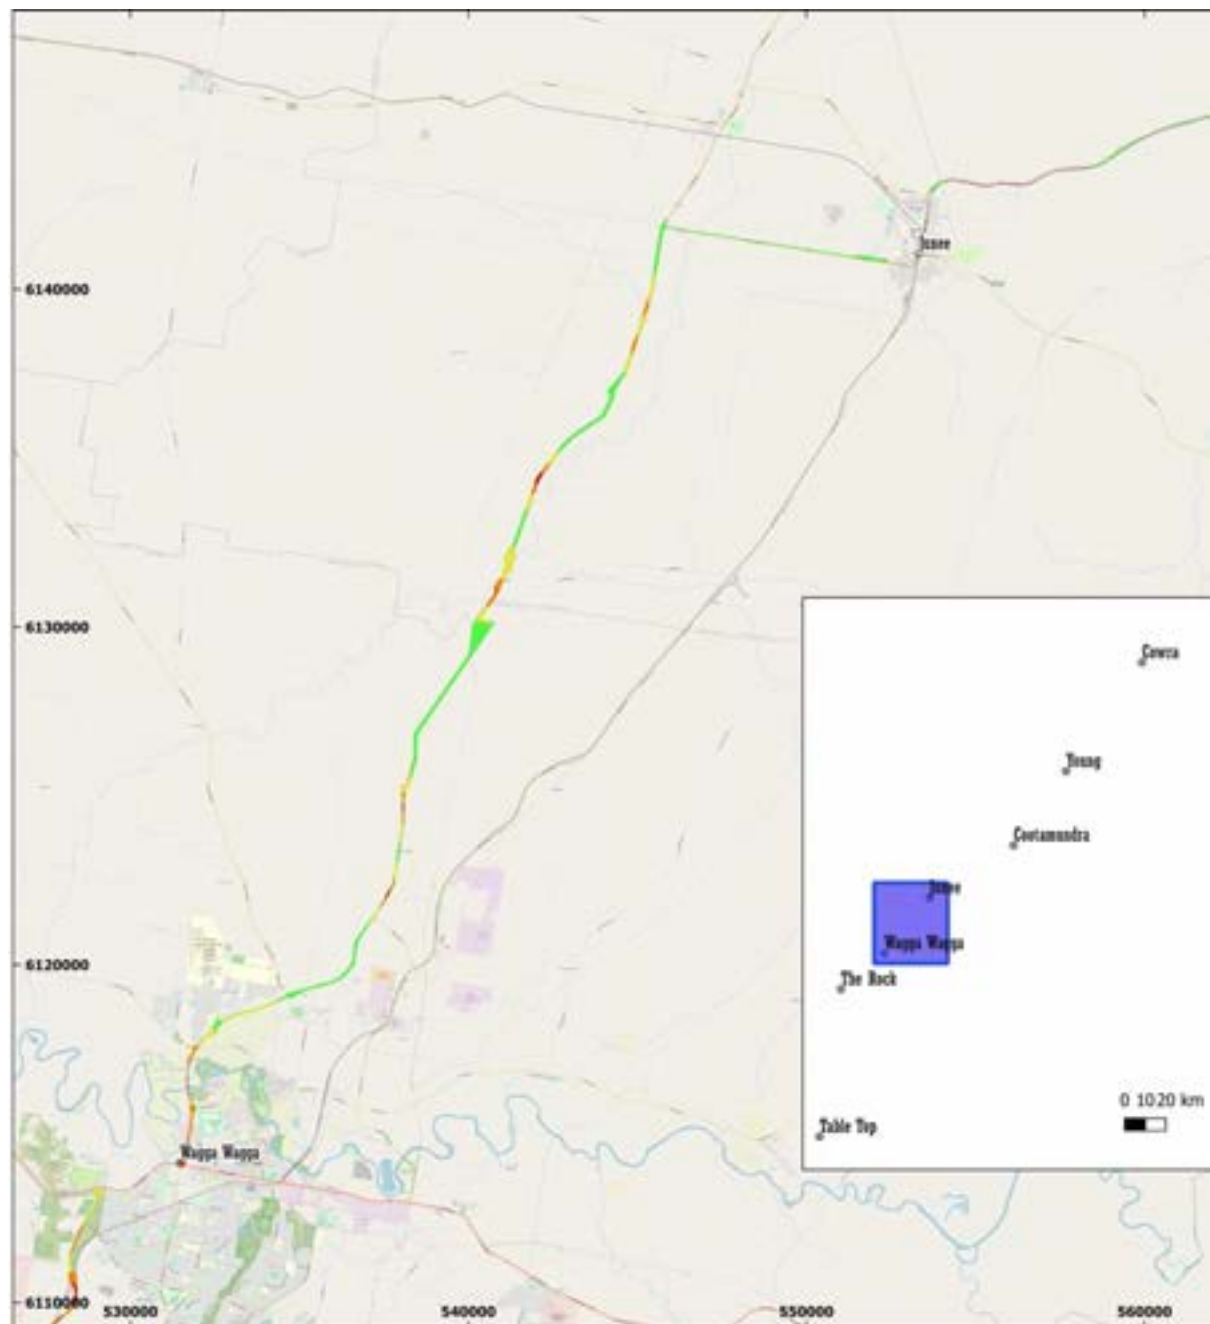 Junee
6140000
6130000
Cowra
Young
Cootamundra
Junee
Wagga Wagga
The Rock
6120000
0 10 20 km
Table Top
Wagga Wagga
6110000
530000
540000
550000
560000